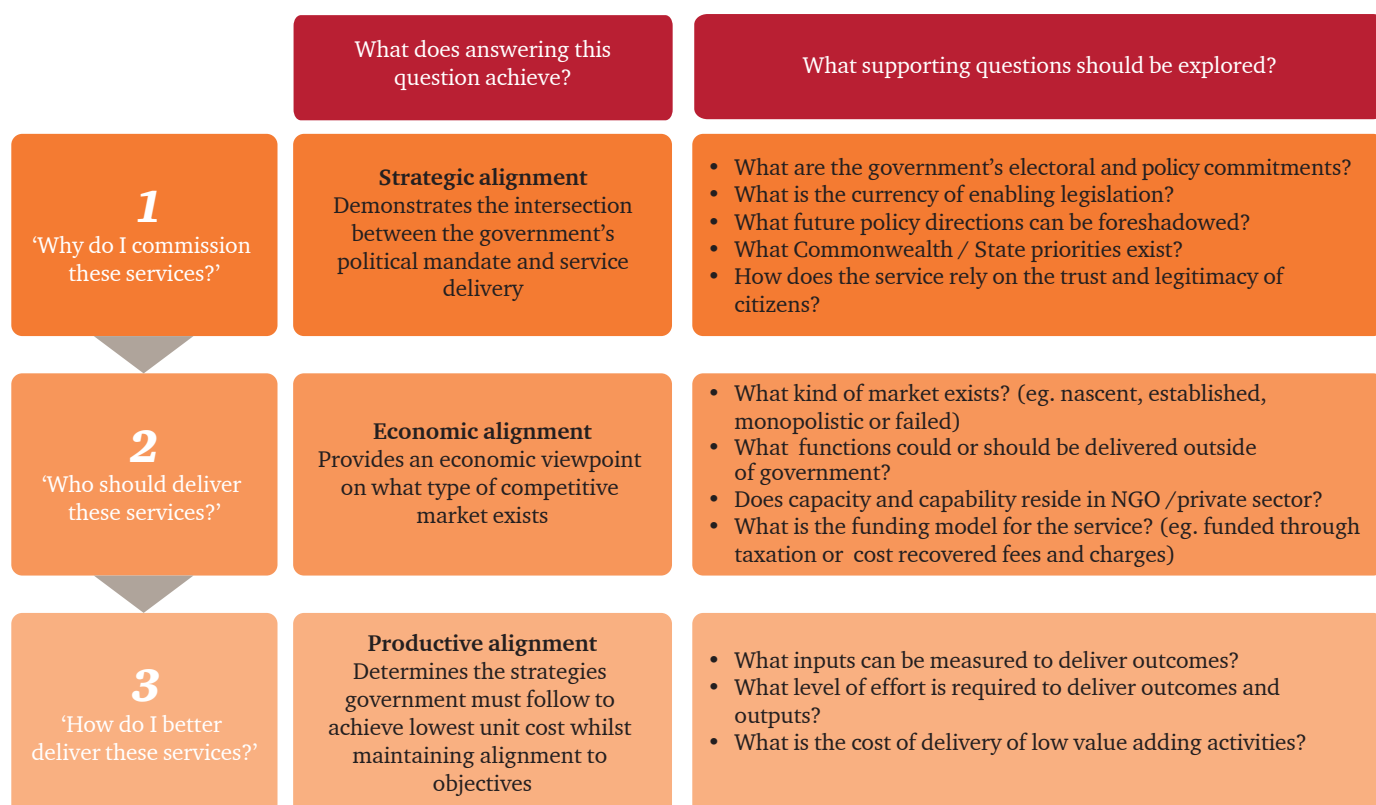 What does answering this
question achieve?
What supporting questions should be explored?
1
‘Why do I commission
these services?’
Strategic alignment
Demonstrates the intersection
between the government’s
political mandate and service
delivery
• What are the government’s electoral and policy commitments?
• What is the currency of enabling legislation?
• What future policy directions can be foreshadowed?
• What Commonwealth / State priorities exist?
• How does the service rely on the trust and legitimacy of
citizens?
2
‘Who should deliver
these services?’
Economic alignment
Provides an economic viewpoint
on what type of competitive
market exists
• What kind of market exists? (eg. nascent, established,
monopolistic or failed)
• What functions could or should be delivered outside
of government?
• Does capacity and capability reside in NGO /private sector?
• What is the funding model for the service? (eg. funded through
taxation or cost recovered fees and charges)
3
‘How do I better
deliver these services?’
Productive alignment
Determines the strategies
government must follow to
achieve lowest unit cost whilst
maintaining alignment to
objectives
• What inputs can be measured to deliver outcomes?
• What level of effort is required to deliver outcomes and
outputs?
• What is the cost of delivery of low value adding activities?